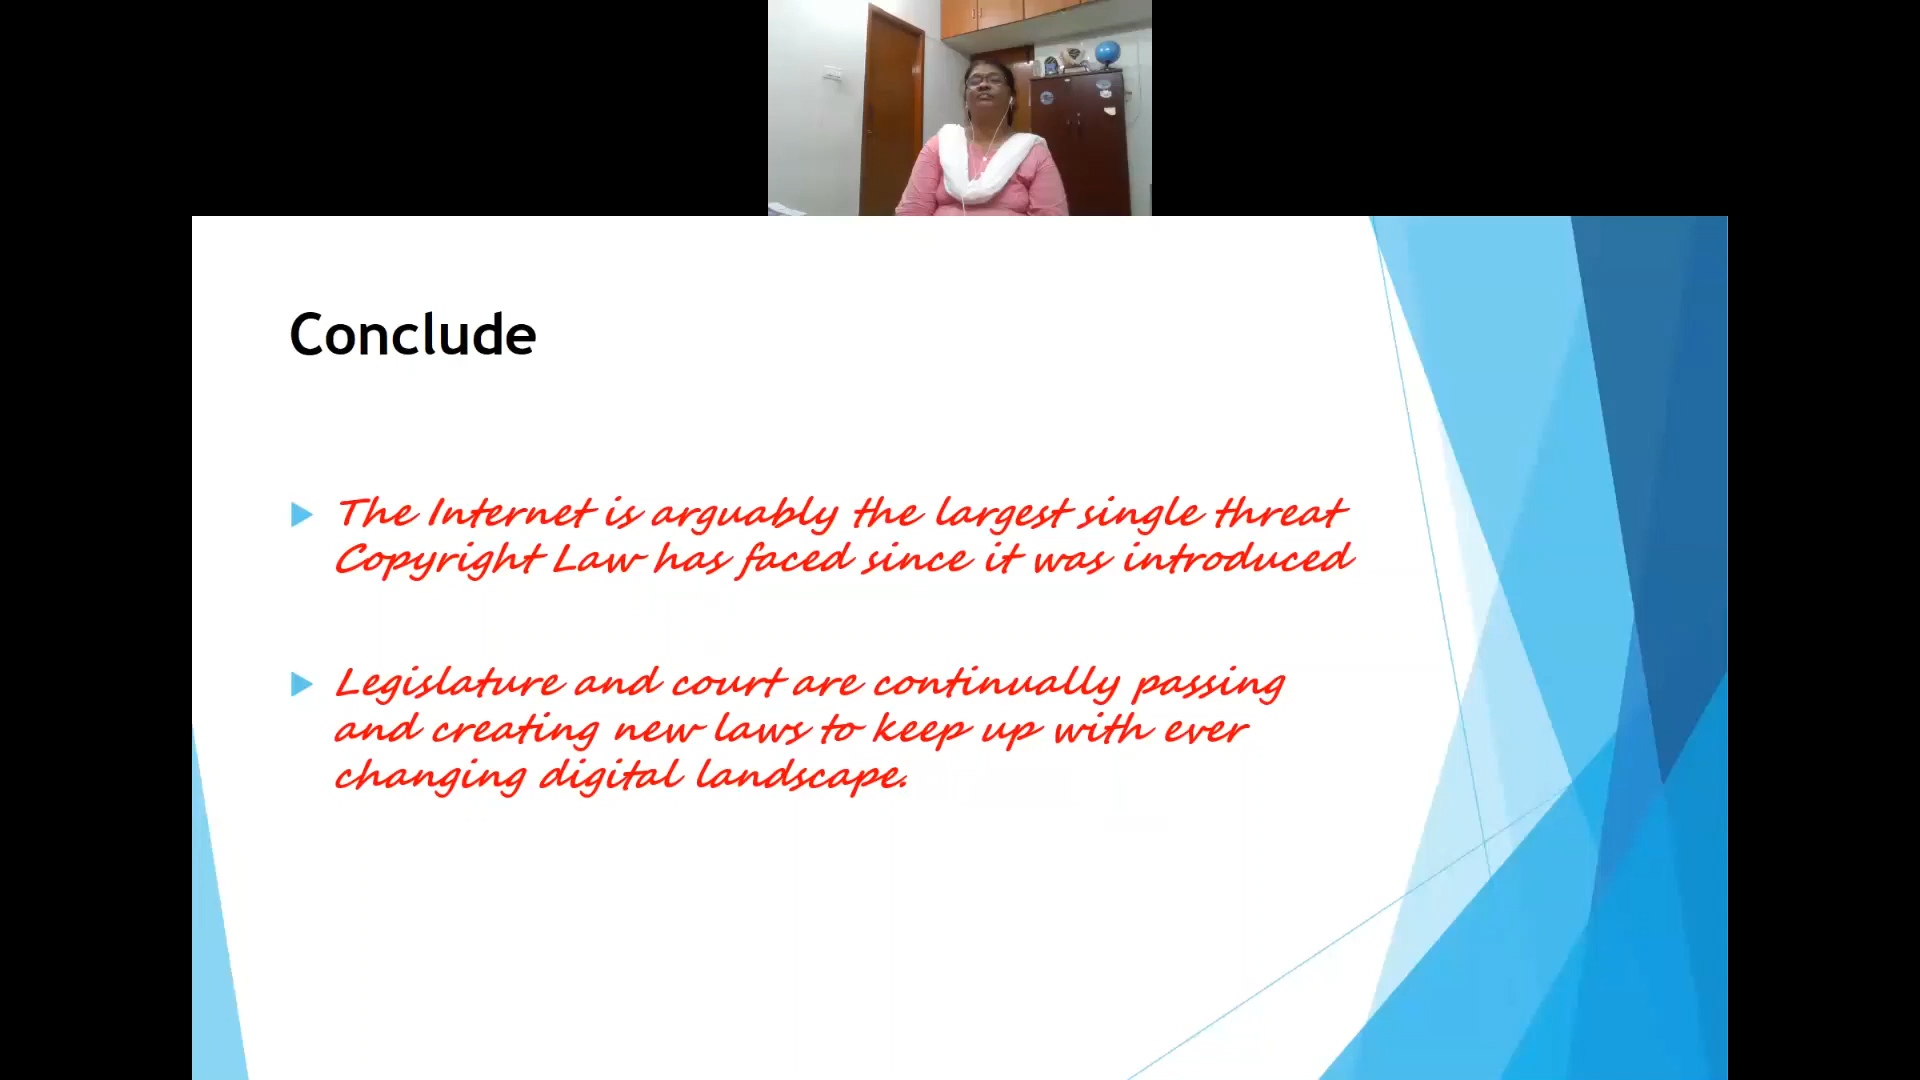 Conclude
The Internet is arguably the largest single threat
Copyright Law has faced since it was introduced
Legislature and court are continually passing
and creating new laws to keep up with ever
changing digital landscape.